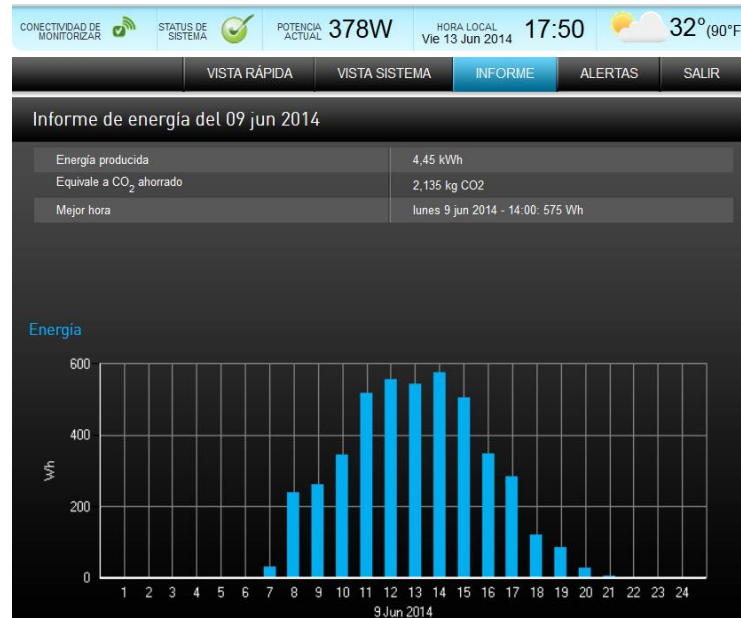 CONECTIVIDAD DE
MONITORIZAR
STATUS DE
SISTEMA
POTENCIA
ACTUAL
378W
HORA LOCAL
Vie 13 Jun 2014
17:50
32°(90°F
VISTA RÁPIDA
VISTA SISTEMA
INFORME
ALERTAS
SALIR
Informe de energía del 09 jun 2014
Energía producida 4,45 kWh
Equivale a CO2 ahorrado 2,135 kg CO2
Mejor hora lunes 9 jun 2014 - 14:00: 575 Wh
Energía
600
400
200
0
Wh
1 2 3 4 5 6 7 8 9 10 11 12 13 14 15 16 17 18 19 20 21 22 23 24
9 Jun 2014